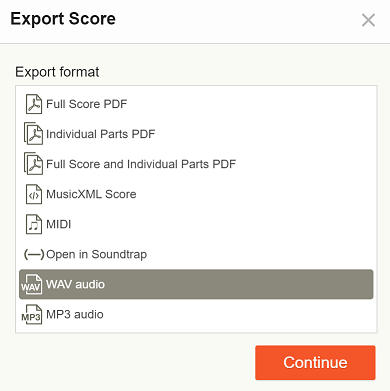 Export Score
Export format
Full Score PDF
Individual Parts PDF
Full Score and Individual Parts PDF
MusicXML Score
MIDI
Open in Soundtrap
WAV WAV audio
MP3 MP3 audio
Continue